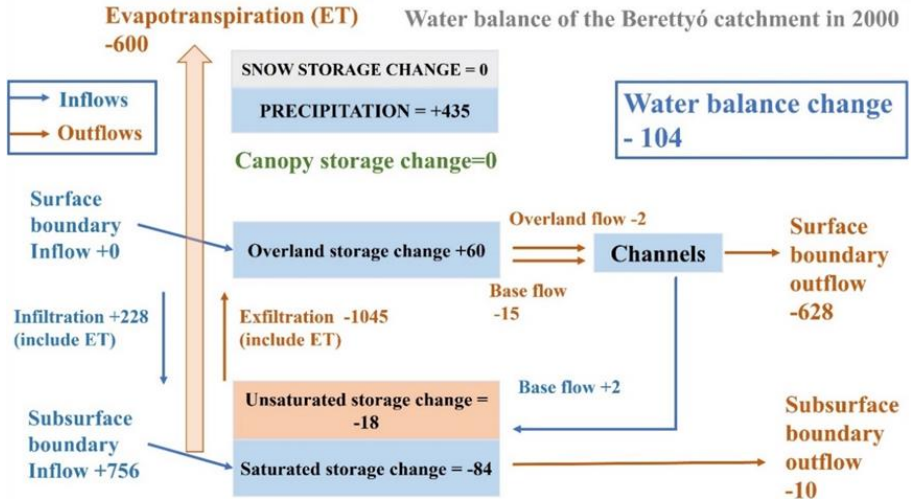 Evapotranspiration (ET)
-600
Water balance of the Berettyó catchment in 2000
Inflows
Outflows
SNOW STORAGE CHANGE = 0
PRECIPITATION = +435
Water balance change
- 104
Canopy storage change=0
Surface
boundary
Inflow +0
Overland storage change +60
Overland flow -2
Base flow
-15
Channels
Surface
boundary
outflow
-628
Infiltration +228
(include ET)
Exfiltration -1045
(include ET)
Base flow +2
Unsaturated storage change =
-18
Subsurface
boundary
Inflow +756
Saturated storage change = -84
Subsurface
boundary
outflow
-10